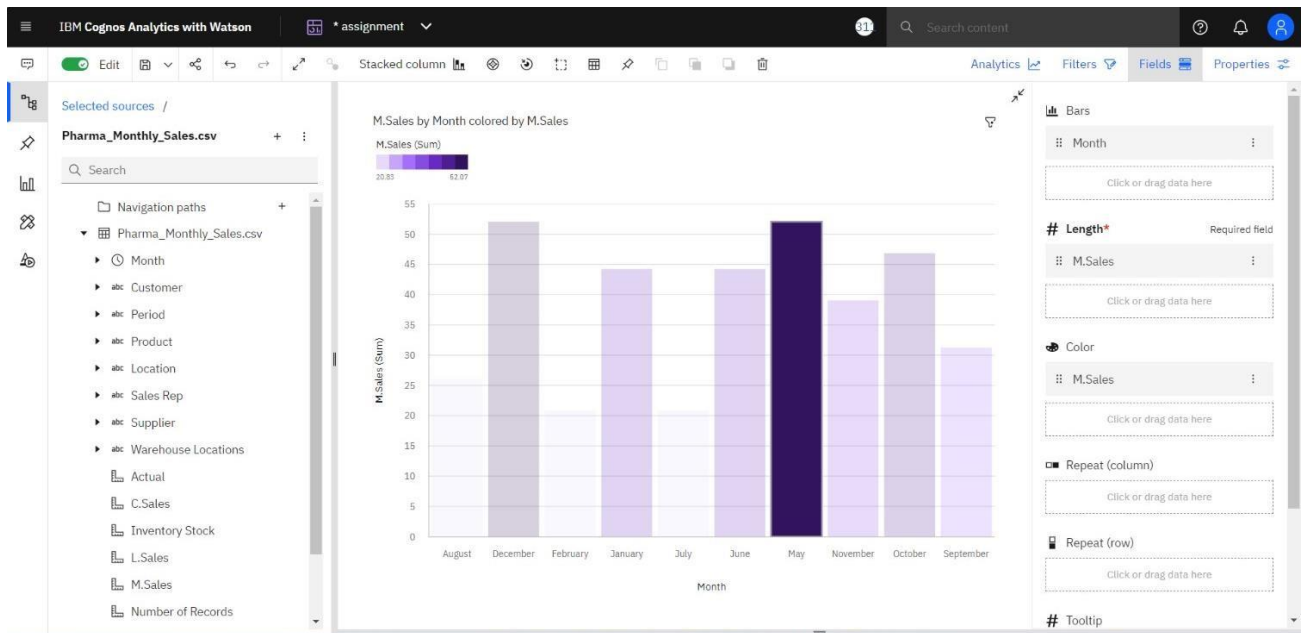 IBM Cognos Analytics with Watson
* assignment
311
Search content
Edit
Stacked column
Analytics
Filters
Fields
Properties
Selected sources /
Pharma_Monthly_Sales.csv
Search
Navigation paths
Pharma_Monthly_Sales.csv
Month
abc Customer
abc Period
abc Product
abc Location
abc Sales Rep
abc Supplier
abc Warehouse Locations
Actual
C.Sales
Inventory Stock
L.Sales
M.Sales
Number of Records
M.Sales by Month colored by M.Sales
M.Sales (Sum)
20.83 52.07
M.Sales (Sum)
55
50
45
40
35
30
25
20
15
10
5
0
August December February January July June May November October September
Month
Bars
Month
Click or drag data here
# Length* Required field
M.Sales
Click or drag data here
Color
M.Sales
Click or drag data here
Repeat (column)
Click or drag data here
Repeat (row)
Click or drag data here
# Tooltip